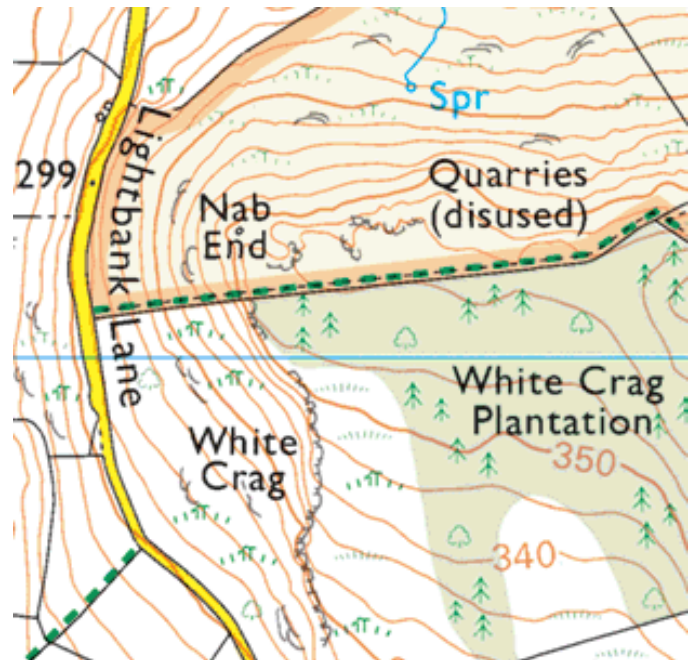 Spr
Lightbank Lane
299
Quarries
(disused)
Nab
End
White Crag
Plantation
White
Crag
350
340